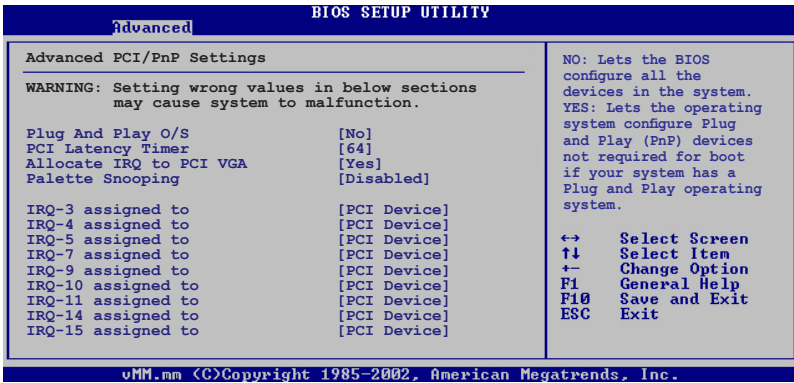 BIOS SETUP UTILITY
Advanced
Advanced PCI/PnP Settings
WARNING: Setting wrong values in below sections
may cause system to malfunction.
Plug And Play O/S [No]
PCI Latency Timer [64]
Allocate IRQ to PCI VGA [Yes]
Palette Snooping [Disabled]
IRQ-3 assigned to [PCI Device]
IRQ-4 assigned to [PCI Device]
IRQ-5 assigned to [PCI Device]
IRQ-7 assigned to [PCI Device]
IRQ-9 assigned to [PCI Device]
IRQ-10 assigned to [PCI Device]
IRQ-11 assigned to [PCI Device]
IRQ-14 assigned to [PCI Device]
IRQ-15 assigned to [PCI Device]
NO: Lets the BIOS
configure all the
devices in the system.
YES: Lets the operating
system configure Plug
and Play (PnP) devices
not required for boot
if your system has a
Plug and Play operating
system.
←→ Select Screen
↑↓ Select Item
+- Change Option
F1 General Help
F10 Save and Exit
ESC Exit
vMM.mm (C)Copyright 1985-2002, American Megatrends, Inc.